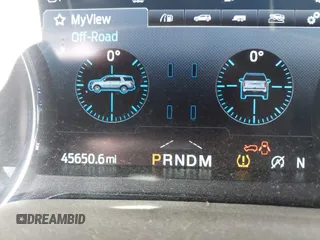 MyView
Off-Road
0° 0°
45650.6 mi PRNDM N
DREAMBID